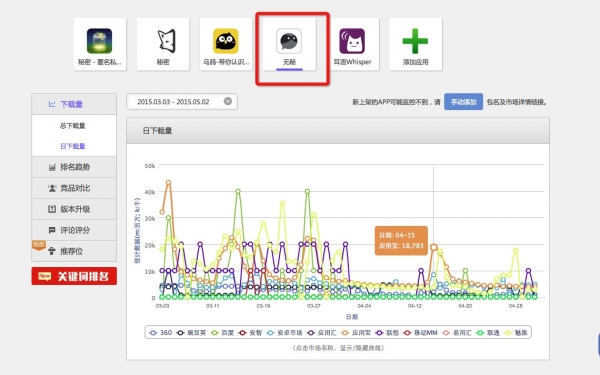 秘密 - 匿名私...
秘密
乌鸦-带你认识...
无秘
耳语Whisper
添加应用
下载量
总下载量
日下载量
排名趋势
竞品对比
版本升级
评论评分
推荐位
New 关键词排名
2015.03.03 - 2015.05.02
新上架的APP可能监控不到，请 手动添加 包名及市场详情链接。
日下载量
统计数据(m:百万; k:千)
50k
40k
30k
20k
10k
0
日期: 04-15
应用宝: 18,783
03-03 03-11 03-19 03-27 04-04 04-12 04-20 04-28
日期
360 豌豆荚 百度 安智 安卓市场 应用汇 应用宝 联想 移动MM 易用汇 联通 魅族
(点击市场名称，显示/隐藏曲线)